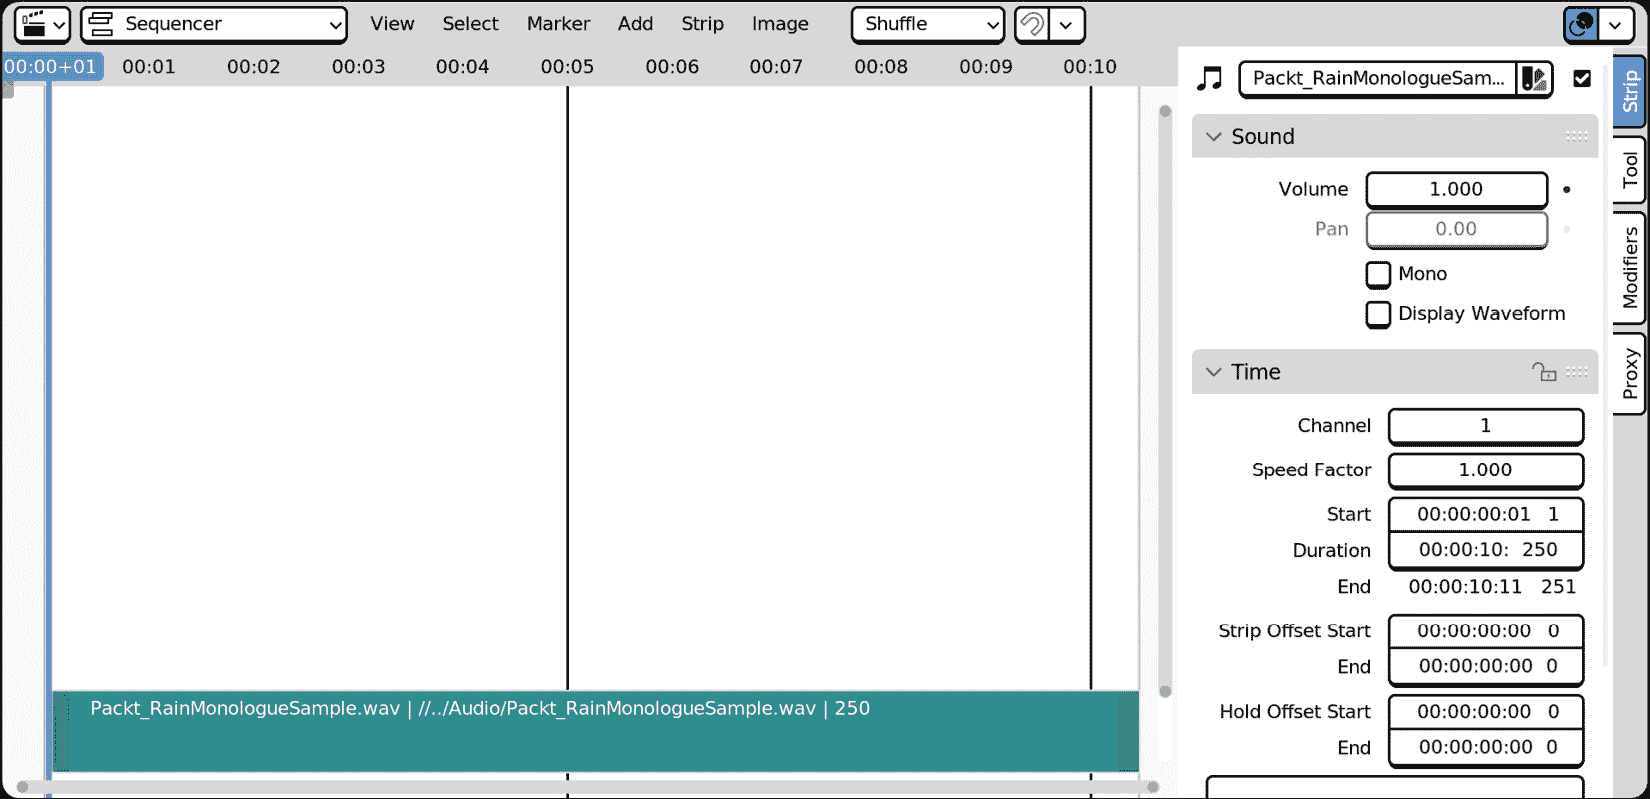 Sequencer View Select Marker Add Strip Image Shuffle
00:00+01 00:01 00:02 00:03 00:04 00:05 00:06 00:07 00:08 00:09 00:10
Packt_RainMonologueSam...
Sound
Volume 1.000
Pan 0.00
Mono
Display Waveform
Time
Channel 1
Speed Factor 1.000
Start 00:00:00:01 1
Duration 00:00:10: 250
End 00:00:10:11 251
Strip Offset Start 00:00:00:00 0
End 00:00:00:00 0
Hold Offset Start 00:00:00:00 0
End 00:00:00:00 0
Strip
Tool
Modifiers
Proxy
Packt_RainMonologueSample.wav | //../Audio/Packt_RainMonologueSample.wav | 250